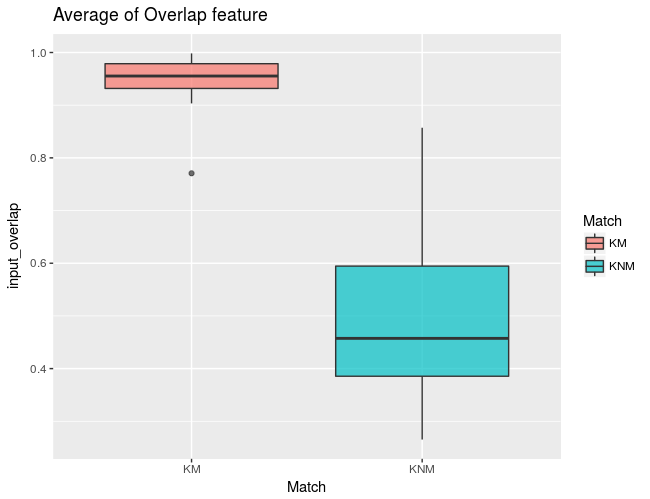 Average of Overlap feature
1.0
0.8
0.6
0.4
input_overlap
KM
KNM
Match
Match
KM
KNM